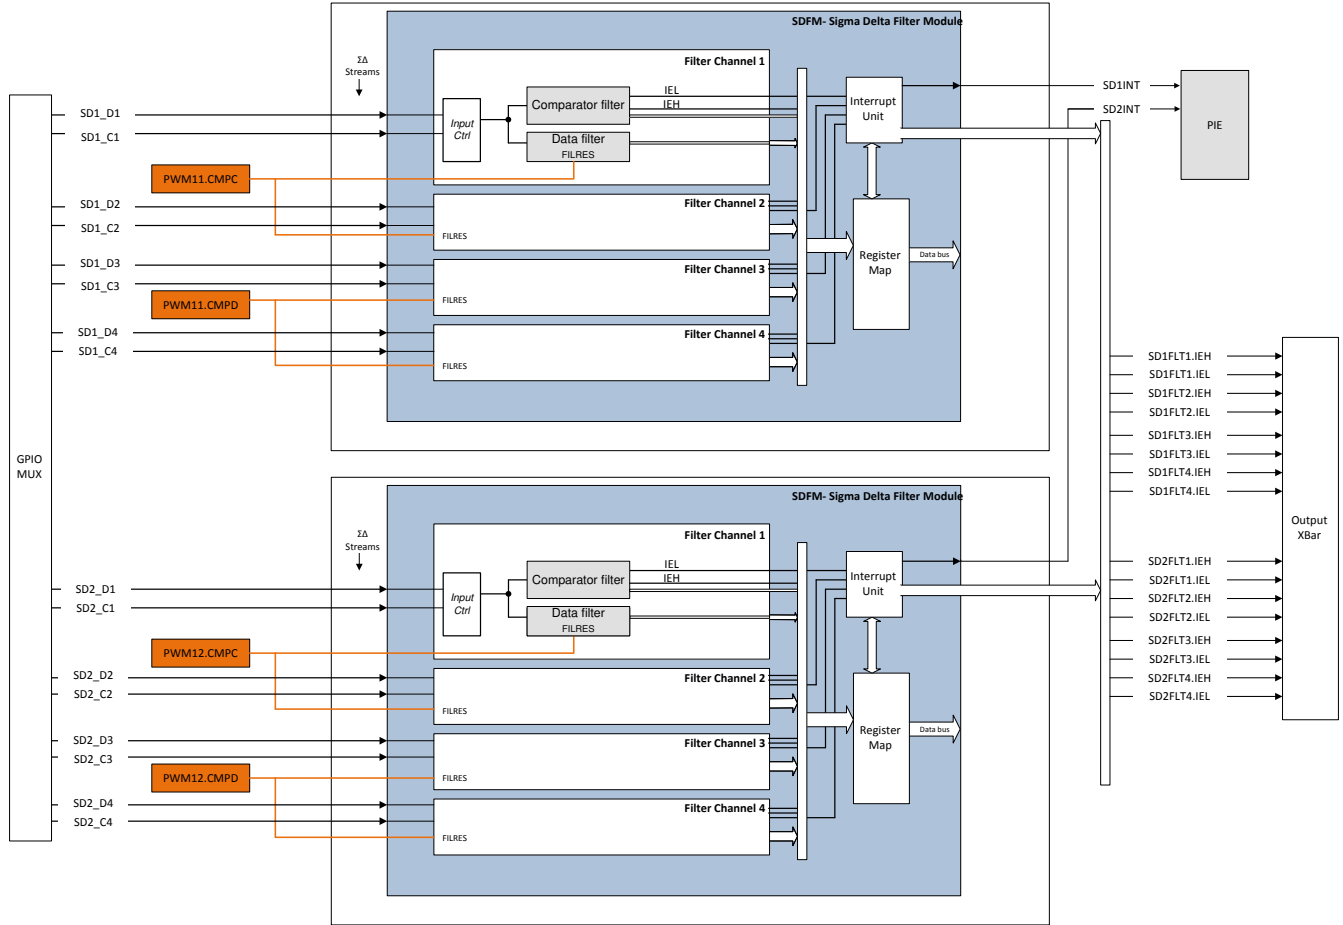 SDFM- Sigma Delta Filter Module
ΣΔ
Streams
Filter Channel 1
IEL
IEH
Comparator filter
Input
Ctrl
Data filter
FILRES
Interrupt
Unit
SD1INT
SD2INT
PIE
SD1_D1
SD1_C1
PWM11.CMPC
SD1_D2
SD1_C2
Filter Channel 2
FILRES
SD1_D3
SD1_C3
Filter Channel 3
FILRES
PWM11.CMPD
Register
Map
Data bus
SD1_D4
SD1_C4
Filter Channel 4
FILRES
SD1FLT1.IEH
SD1FLT1.IEL
SD1FLT2.IEH
SD1FLT2.IEL
SD1FLT3.IEH
SD1FLT3.IEL
SD1FLT4.IEH
SD1FLT4.IEL
GPIO
MUX
SDFM- Sigma Delta Filter Module
ΣΔ
Streams
Filter Channel 1
IEL
IEH
Comparator filter
Input
Ctrl
Data filter
FILRES
Interrupt
Unit
Output
XBar
SD2_D1
SD2_C1
PWM12.CMPC
SD2_D2
SD2_C2
Filter Channel 2
FILRES
SD2_D3
SD2_C3
Filter Channel 3
FILRES
PWM12.CMPD
Register
Map
Data bus
SD2_D4
SD2_C4
Filter Channel 4
FILRES
SD2FLT1.IEH
SD2FLT1.IEL
SD2FLT2.IEH
SD2FLT2.IEL
SD2FLT3.IEH
SD2FLT3.IEL
SD2FLT4.IEH
SD2FLT4.IEL